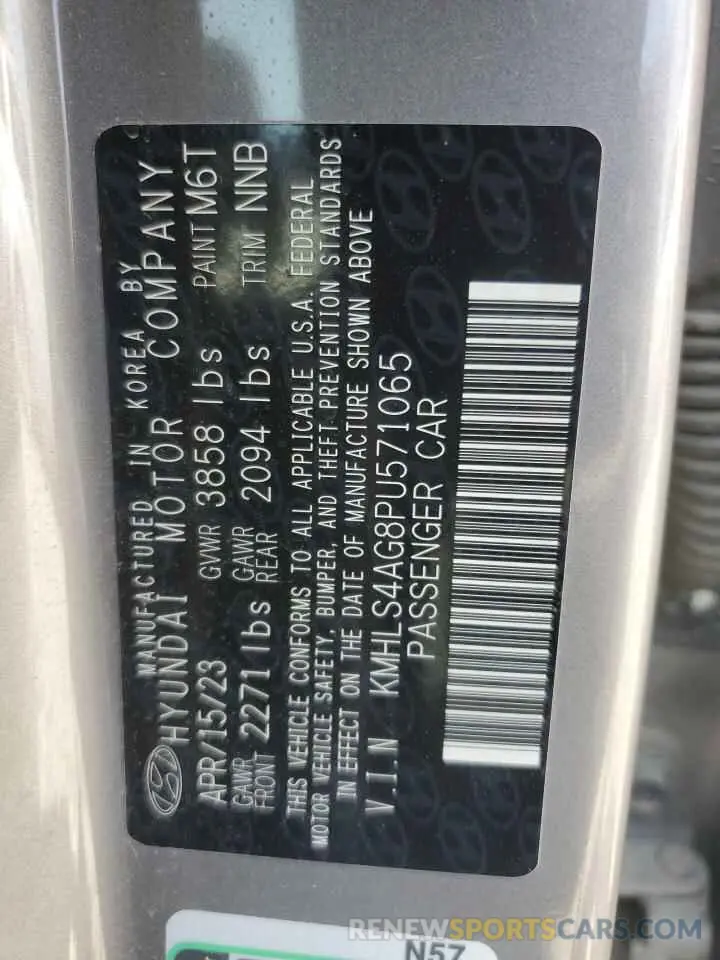 MANUFACTURED IN KOREA BY
HYUNDAI MOTOR COMPANY
APR/15/23 GVWR 3858 lbs PAINT M6T
GAWR FRONT 2271 lbs GAWR REAR 2094 lbs TRIM NNB
THIS VEHICLE CONFORMS TO ALL APPLICABLE U.S.A. FEDERAL
MOTOR VEHICLE SAFETY, BUMPER, AND THEFT PREVENTION STANDARDS
IN EFFECT ON THE DATE OF MANUFACTURE SHOWN ABOVE
V.I.N KMHLS4AG8PU571065
PASSENGER CAR
N57
RENEWSPORTSCARS.COM